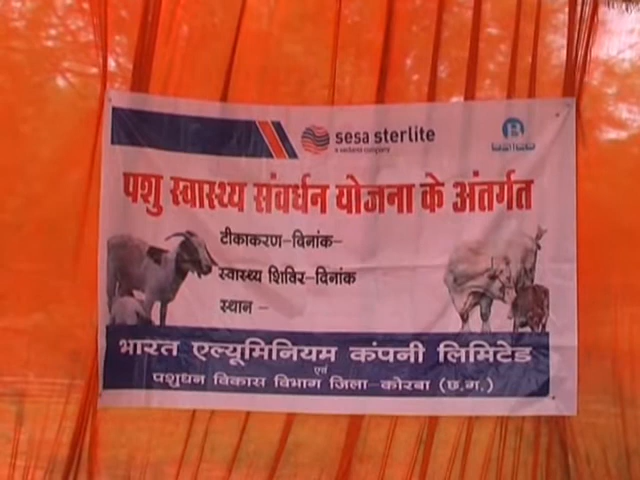 sesa sterlite
a vedanta company
पशु स्वास्थ्य संवर्धन योजना के अंतर्गत
टीकाकरण-दिनांक-
स्वास्थ्य शिविर-दिनांक
स्थान -
भारत एल्यूमिनियम कंपनी लिमिटेड
एवं
पशुधन विकास विभाग जिला-कोरबा (छ.ग.)